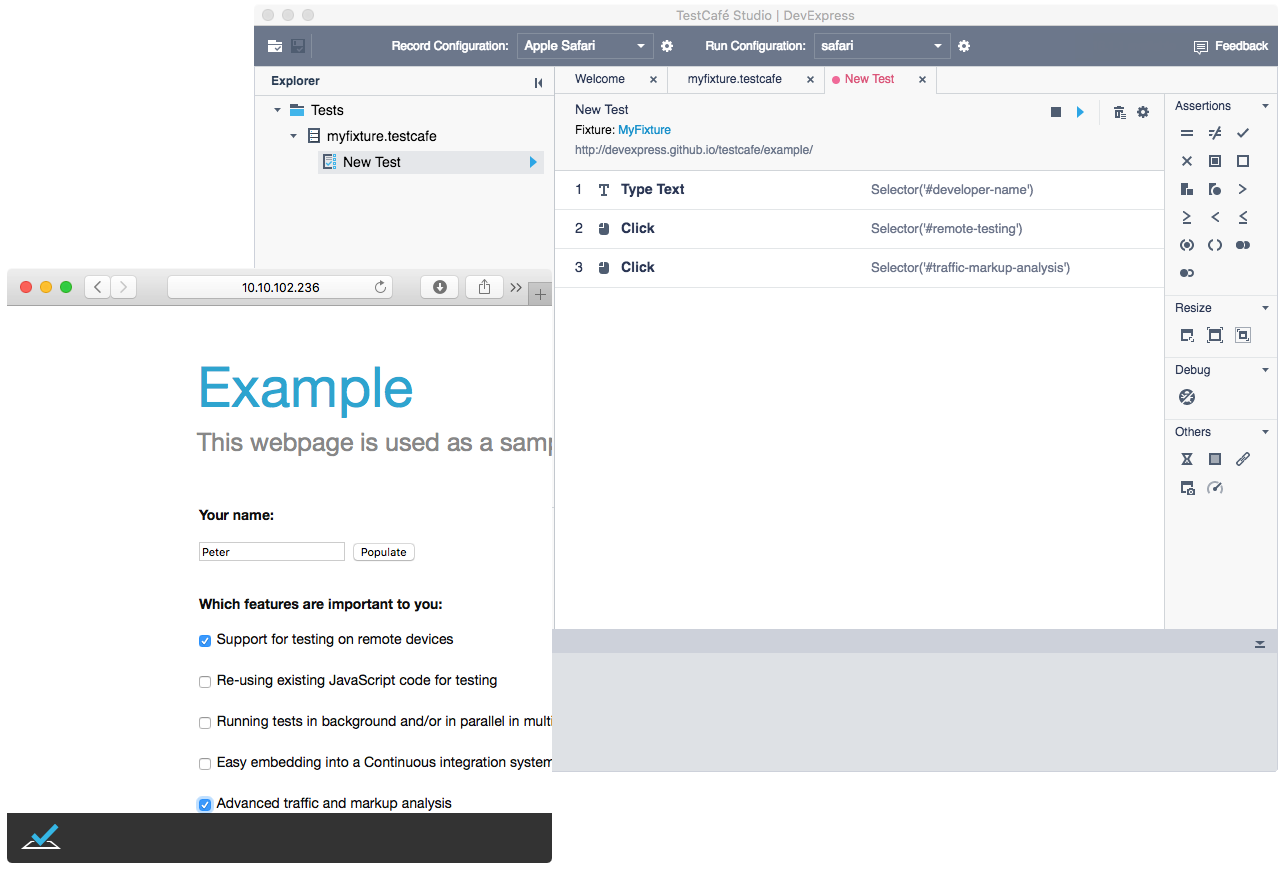 TestCafé Studio | DevExpress
Record Configuration: Apple Safari Run Configuration: safari Feedback
Explorer
Welcome myfixture.testcafe New Test
Tests
myfixture.testcafe
New Test
New Test
Fixture: MyFixture
http://devexpress.github.io/testcafe/example/
1 Type Text Selector('#developer-name')
2 Click Selector('#remote-testing')
3 Click Selector('#traffic-markup-analysis')
Assertions
Resize
Debug
Others
10.10.102.236
Example
This webpage is used as a samp
Your name:
Peter Populate
Which features are important to you:
Support for testing on remote devices
Re-using existing JavaScript code for testing
Running tests in background and/or in parallel in multi
Easy embedding into a Continuous integration system
Advanced traffic and markup analysis